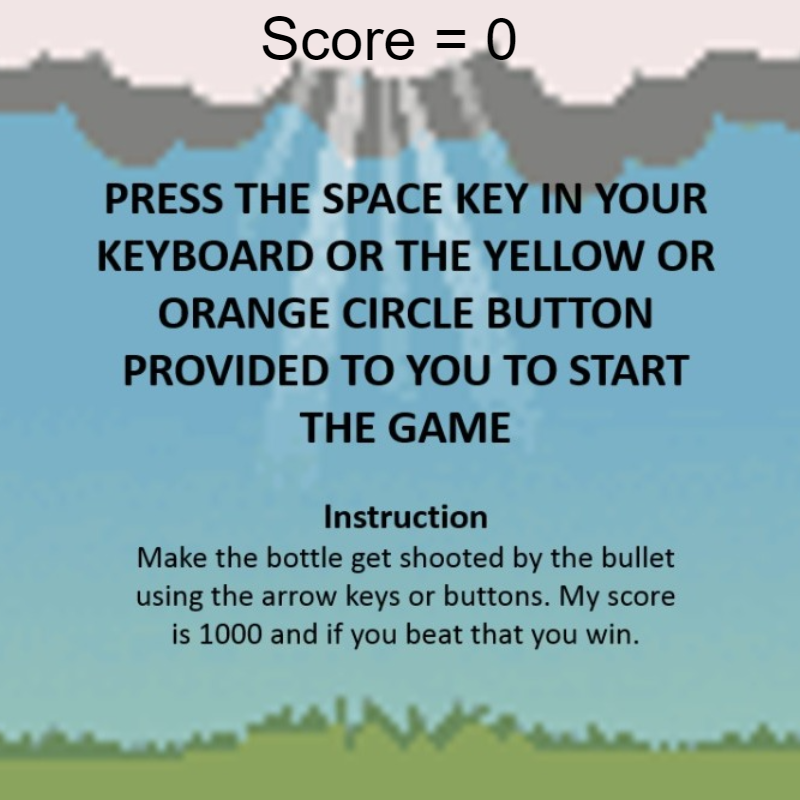 Score = 0
PRESS THE SPACE KEY IN YOUR
KEYBOARD OR THE YELLOW OR
ORANGE CIRCLE BUTTON
PROVIDED TO YOU TO START
THE GAME
Instruction
Make the bottle get shooted by the bullet
using the arrow keys or buttons. My score
is 1000 and if you beat that you win.